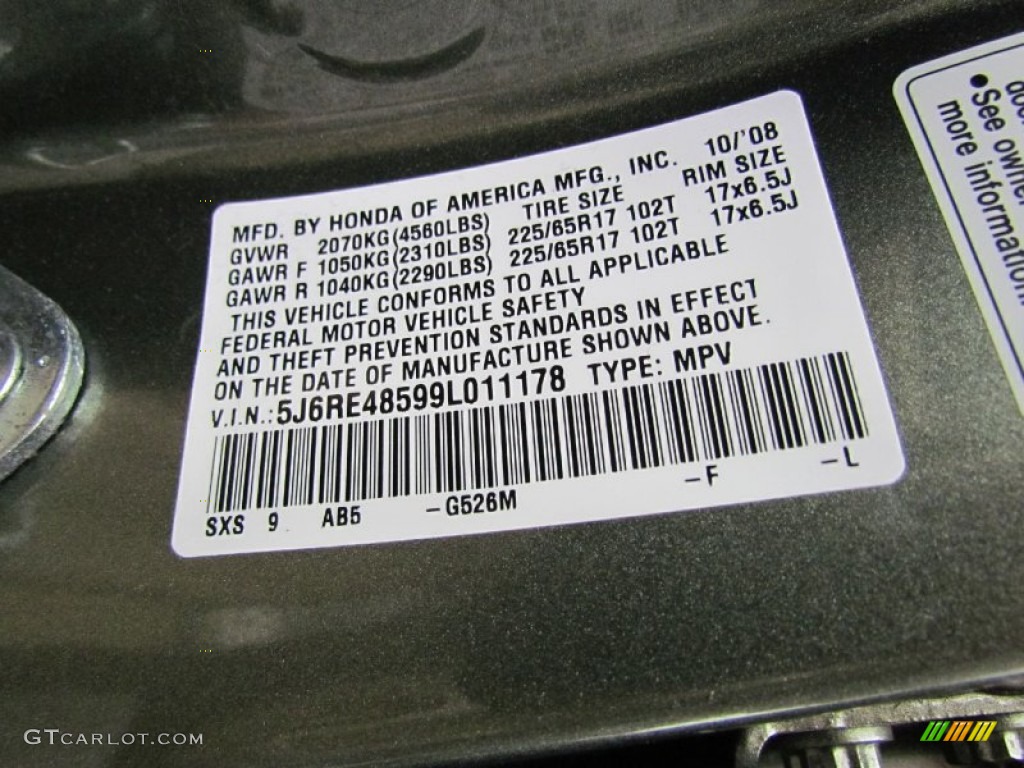 MFD. BY HONDA OF AMERICA MFG., INC. 10/'08
GVWR 2070KG(4560LBS) TIRE SIZE RIM SIZE
GAWR F 1050KG(2310LBS) 225/65R17 102T 17x6.5J
GAWR R 1040KG(2290LBS) 225/65R17 102T 17x6.5J
THIS VEHICLE CONFORMS TO ALL APPLICABLE
FEDERAL MOTOR VEHICLE SAFETY
AND THEFT PREVENTION STANDARDS IN EFFECT
ON THE DATE OF MANUFACTURE SHOWN ABOVE.
V.I.N.: 5J6RE48599L011178 TYPE: MPV
SXS 9 AB5 -G526M -F -L
●See owner
more information.
GTCARLOT.COM